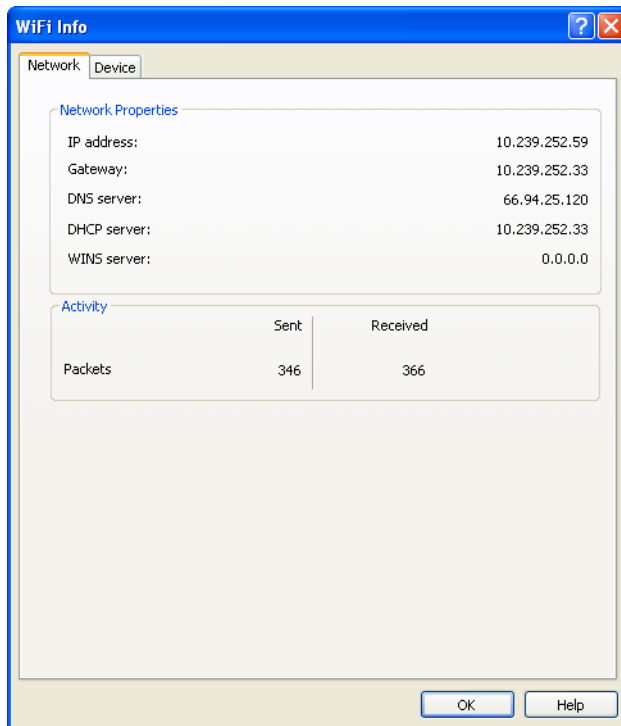 WiFi Info
Network Device
Network Properties
IP address: 10.239.252.59
Gateway: 10.239.252.33
DNS server: 66.94.25.120
DHCP server: 10.239.252.33
WINS server: 0.0.0.0
Activity
Sent Received
Packets 346 366
OK Help